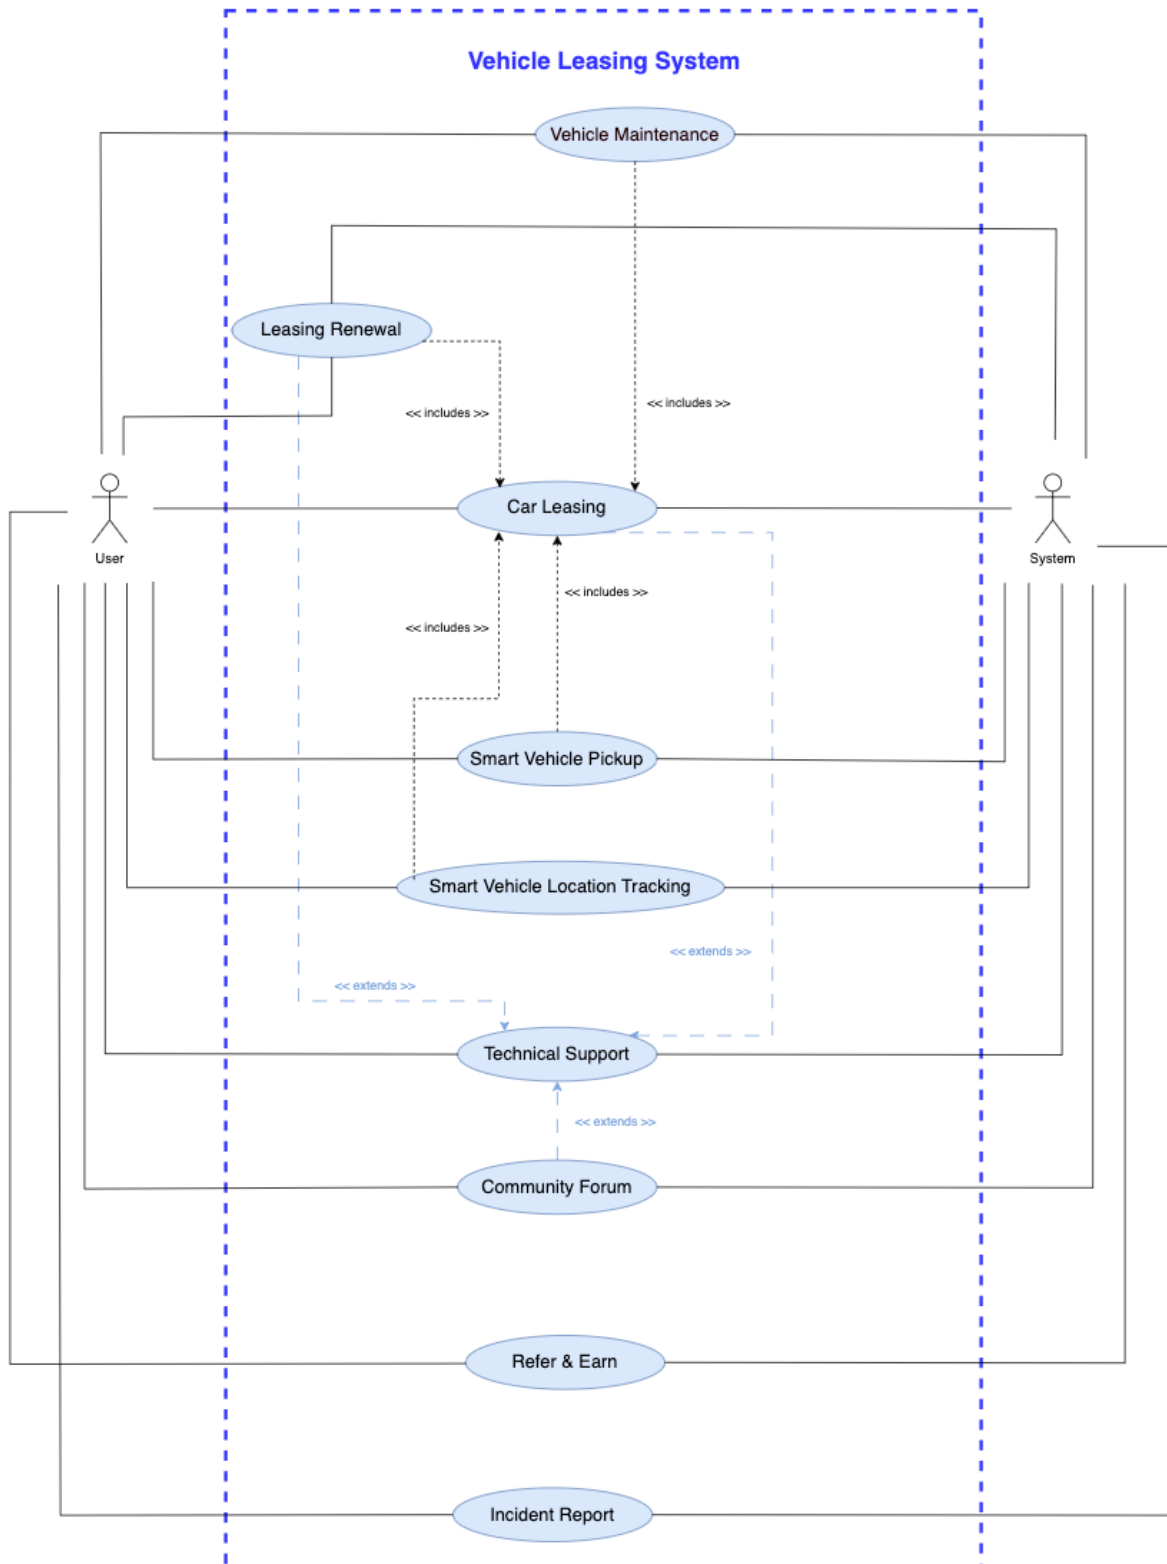 Vehicle Leasing System
Vehicle Maintenance
Leasing Renewal
<< includes >>
<< includes >>
Car Leasing
User
System
<< includes >>
<< includes >>
Smart Vehicle Pickup
Smart Vehicle Location Tracking
<< extends >>
<< extends >>
Technical Support
<< extends >>
Community Forum
Refer & Earn
Incident Report